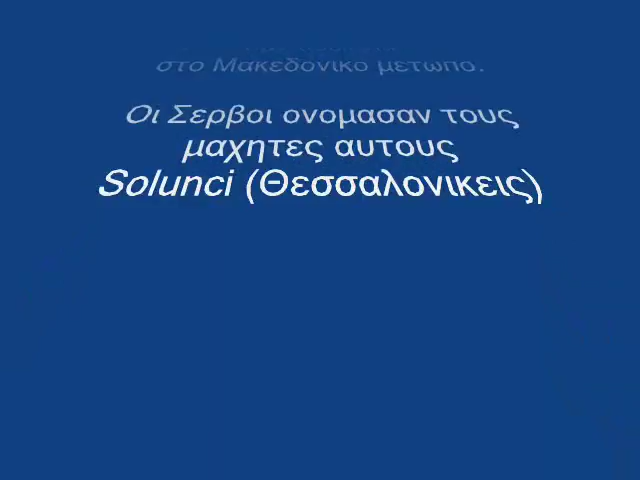 στο Μακεδονικο μετωπο.
Οι Σερβοι ονομασαν τους
μαχητες αυτους
Solunci (Θεσσαλονικεις)